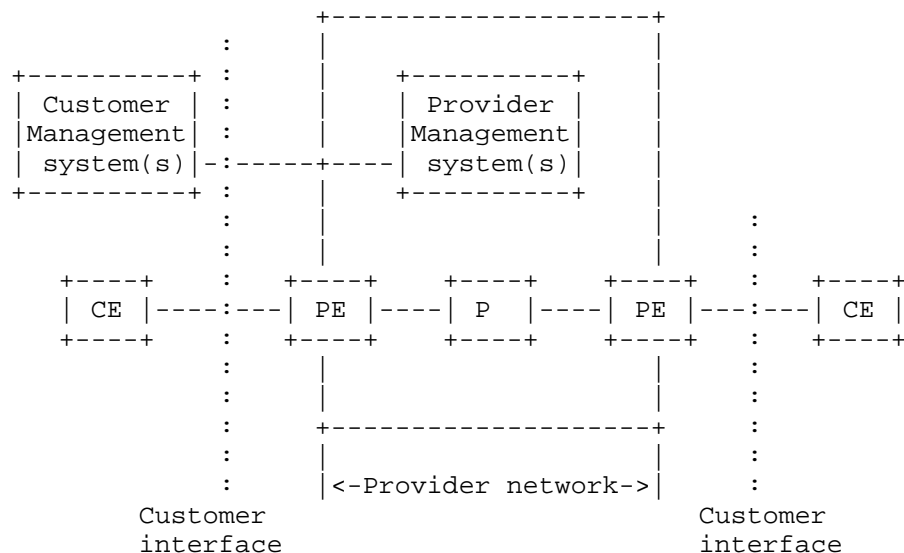 Customer
Provider
Management
Management
system(s)
system(s)
CE
PE
P
PE
CE
<-Provider network->
Customer
Customer
interface
interface